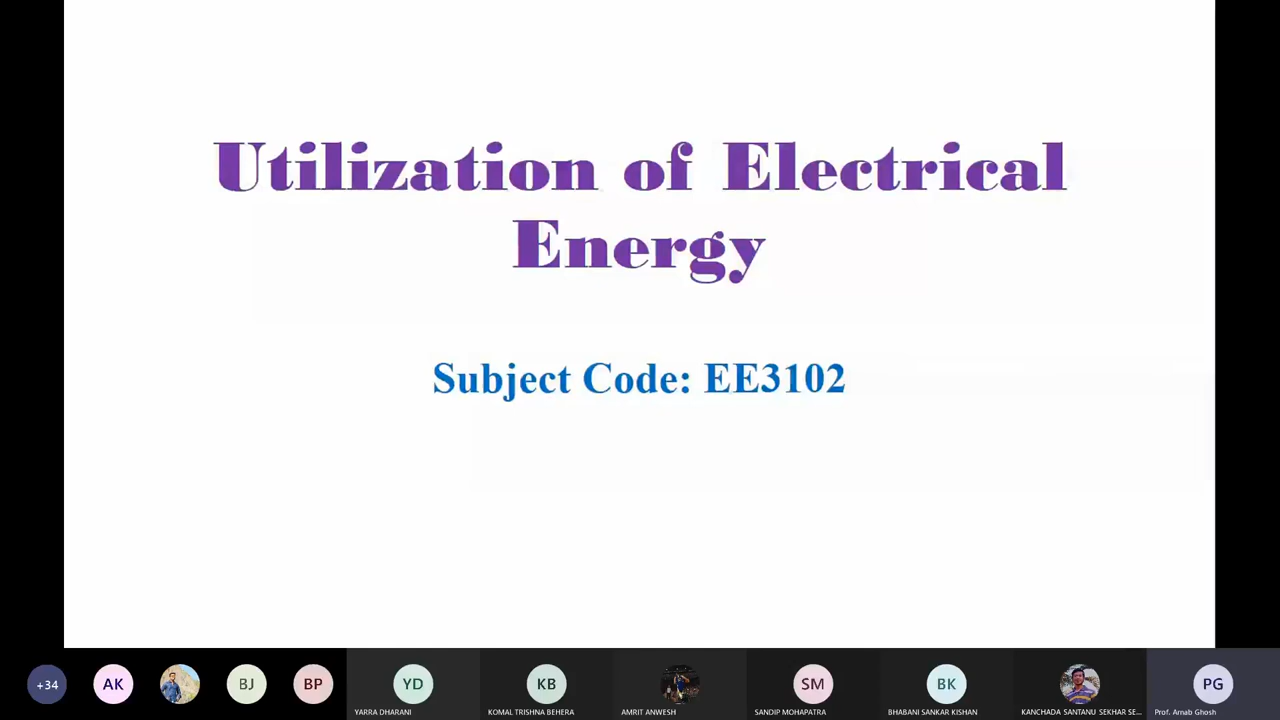 Utilization of Electrical
Energy
Subject Code: EE3102
+34
AK
BJ
BP
YD
KB
SM
BK
PG
YARRA DHARANI
KOMAL TRISHNA BEHERA
AMRIT ANWESH
SANDIP MOHAPATRA
BHABANI SANKAR KISHAN
KANCHADA SANTANU SEKHAR SE...
Prof. Arnab Ghosh